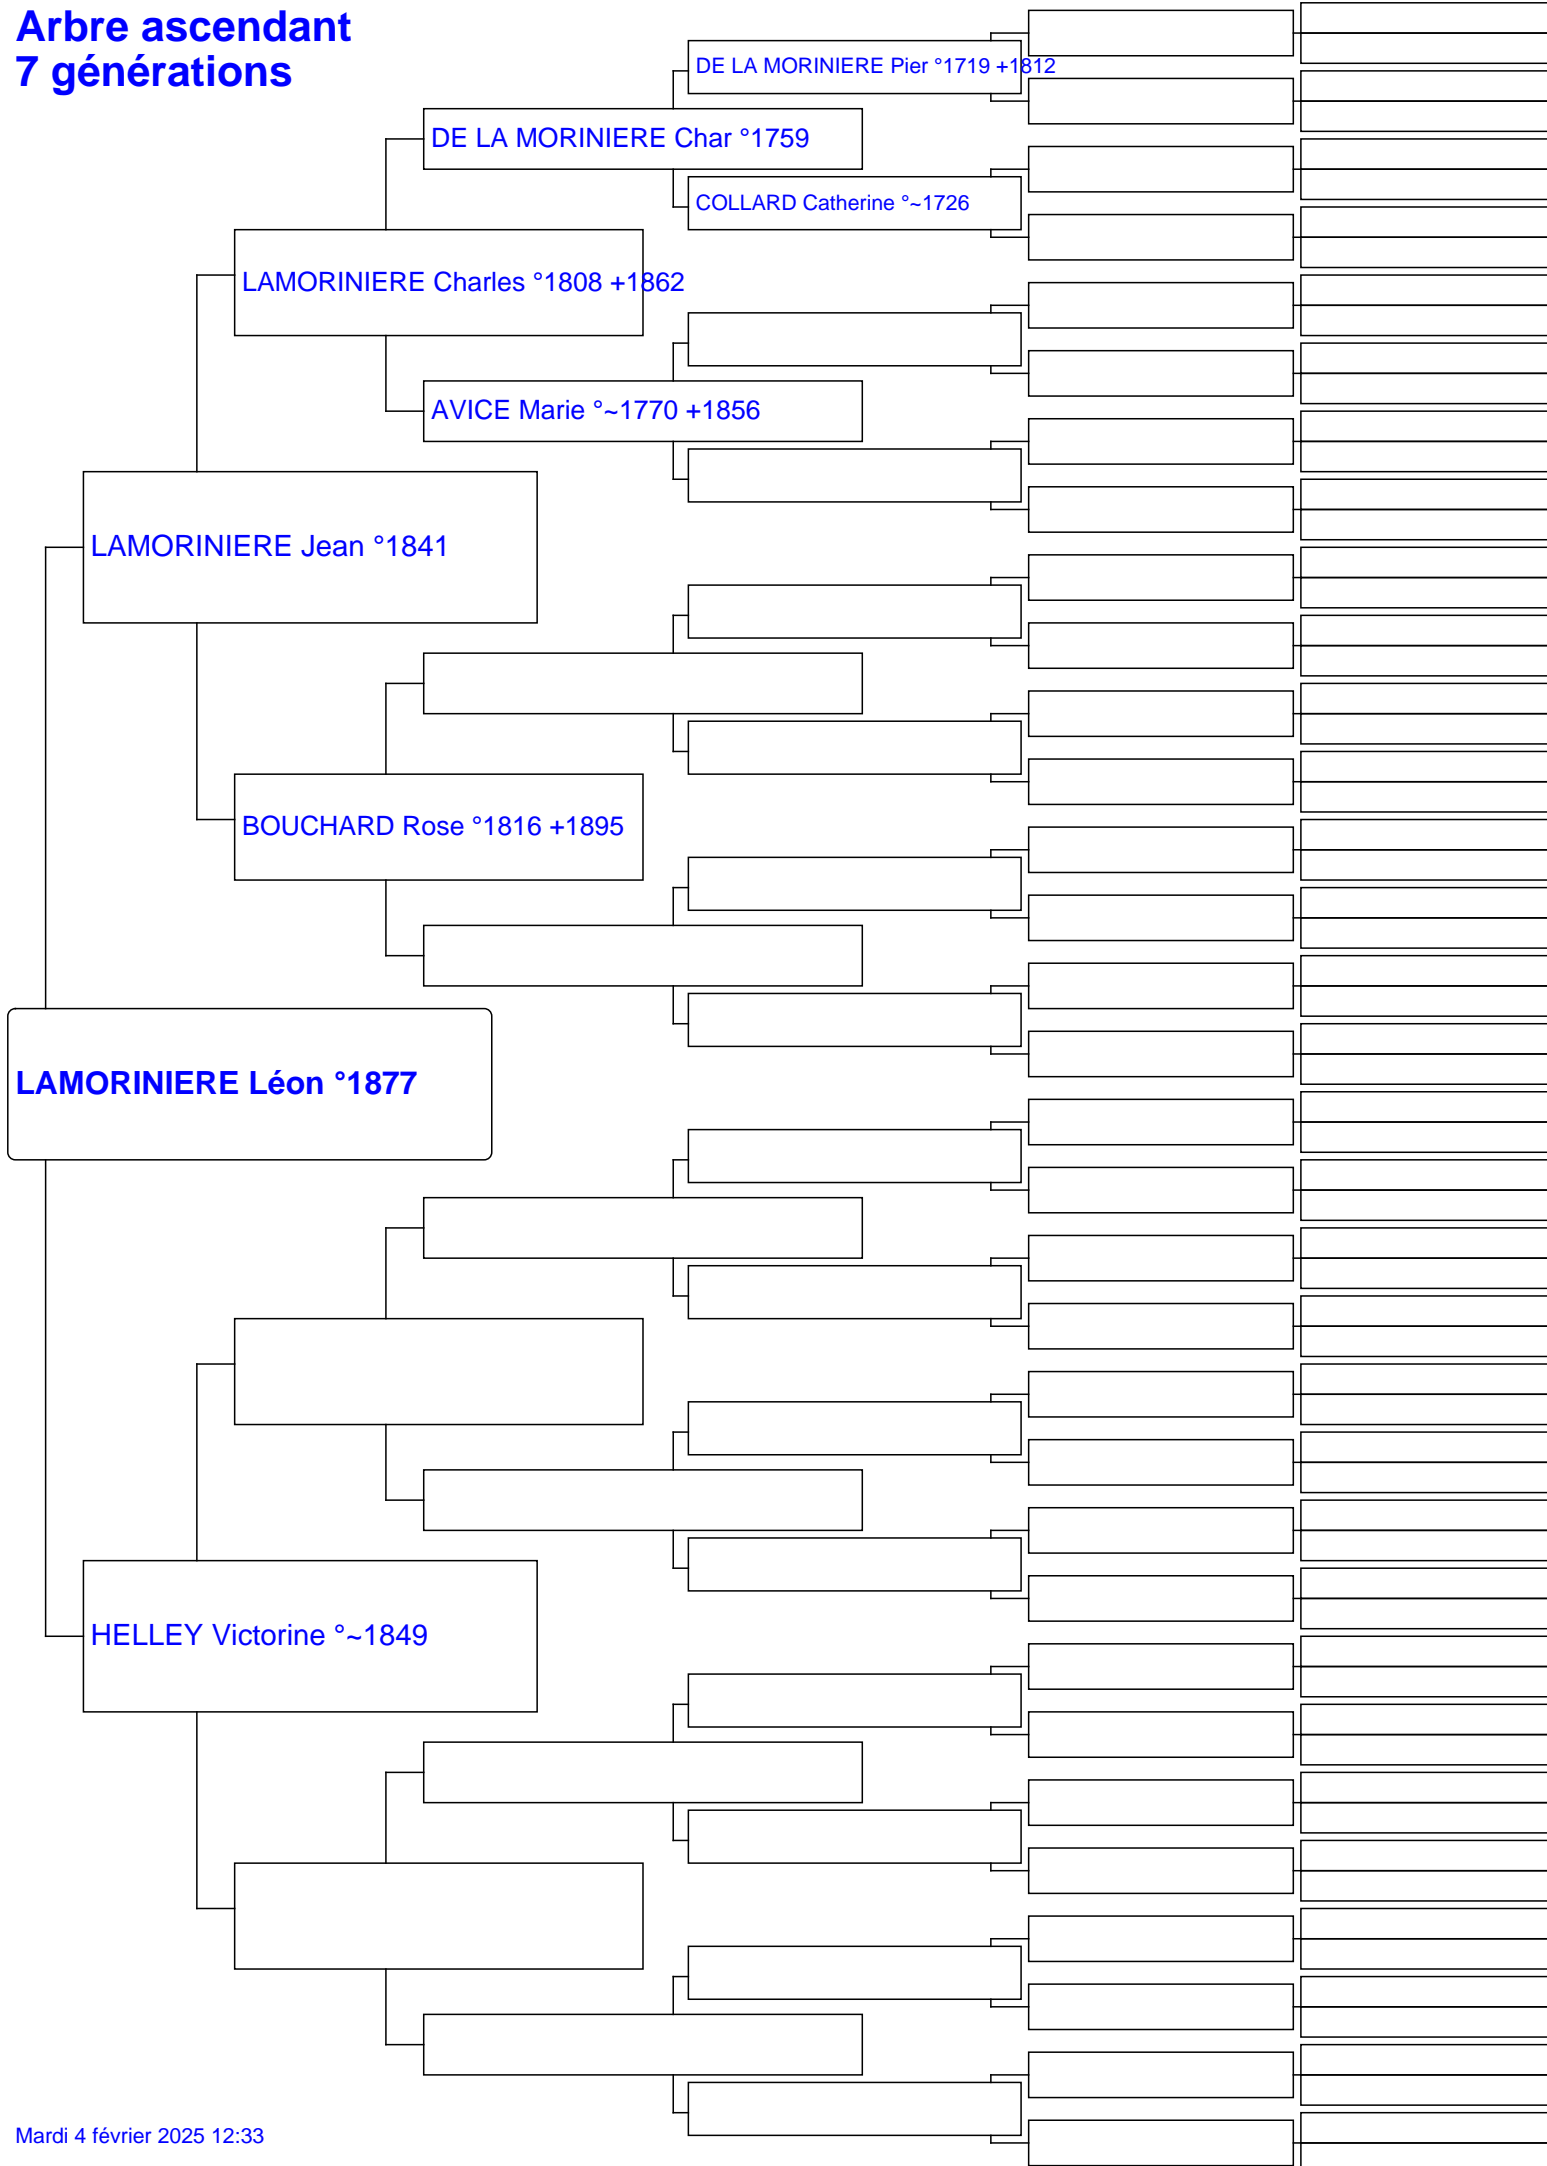 Arbre ascendant
7 générations
DE LA MORINIERE Pier °1719 +1812
DE LA MORINIERE Char °1759
COLLARD Catherine °~1726
LAMORINIERE Charles °1808 +1862
AVICE Marie °~1770 +1856
LAMORINIERE Jean °1841
BOUCHARD Rose °1816 +1895
LAMORINIERE Léon °1877
HELLEY Victorine °~1849
Mardi 4 février 2025 12:33